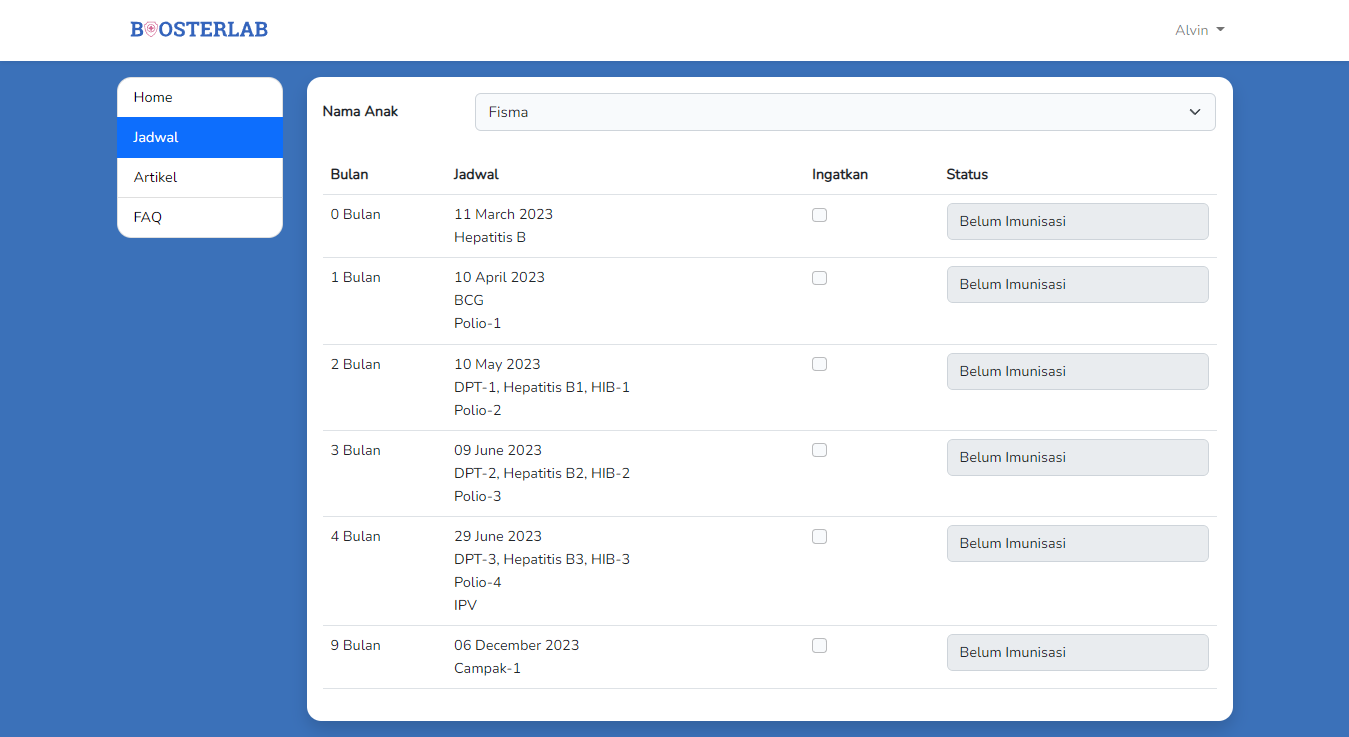 BOOSTERLAB
Alvin
Home
Jadwal
Artikel
FAQ
Nama Anak Fisma
Bulan Jadwal Ingatkan Status
0 Bulan 11 March 2023 Belum Imunisasi
Hepatitis B
1 Bulan 10 April 2023 Belum Imunisasi
BCG
Polio-1
2 Bulan 10 May 2023 Belum Imunisasi
DPT-1, Hepatitis B1, HIB-1
Polio-2
3 Bulan 09 June 2023 Belum Imunisasi
DPT-2, Hepatitis B2, HIB-2
Polio-3
4 Bulan 29 June 2023 Belum Imunisasi
DPT-3, Hepatitis B3, HIB-3
Polio-4
IPV
9 Bulan 06 December 2023 Belum Imunisasi
Campak-1